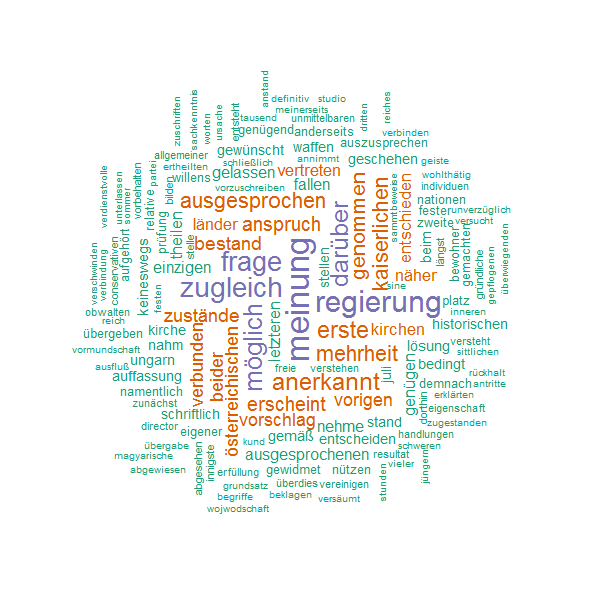 meinung
regierung
zugleich
frage
möglich
darüber
anerkannt
erste
mehrheit
kaiserlichen
genommen
ausgesprochen
österreichischen
erscheint
vorschlag
vorigen
zustände
bestand
anspruch
länder
beider
verbunden
entschieden
vertreten
näher
kirchen
gelassen
fallen
waffen
geschehen
auszusprechen
gewünscht
genügend
anderseits
unmittelbaren
meinerseits
tausend
definitiv
studio
anstand
dritten
reiches
verbinden
geiste
wohlthätig
individuen
nationen
fester
unverzüglich
versucht
zweite
beim
längst
bewohner
gemachten
gründliche
gepflogenen
überwiegenden
sammt
beweise
annimmt
schließlich
vorzuschreiben
entsteht
ursache
worten
sachkenntnis
zuschriften
allgemeiner
ertheilten
willens
bilden
partei
relative
vorbehalten
sommer
unterlassen
verdienstvolle
theilen
prüfung
stelle
keineswegs
aufgehört
conservativen
verbindung
verschwinden
festen
einzigen
stellen
letzteren
sine
platz
inneren
historischen
lösung
versteht
sittlichen
bedingt
rückhalt
demnach
antritte
erklärten
eigenschaft
dorthin
zugestanden
genügen
juli
freie
verstehen
obwalten
reich
übergeben
kirche
vormundschaft
nahm
ungarn
ausfluß
auffassung
namentlich
zunächst
schriftlich
director
eigener
übergabe
magyarische
abgewiesen
abgesehen
innigste
kund
gemäß
nehme
stand
entscheiden
handlungen
schweren
ausgesprochenen
resultat
vieler
jüngern
stunden
erfüllung
gewidmet
nützen
grundsatz
überdies
vereinigen
begriffe
beklagen
versäumt
wojwodschaft